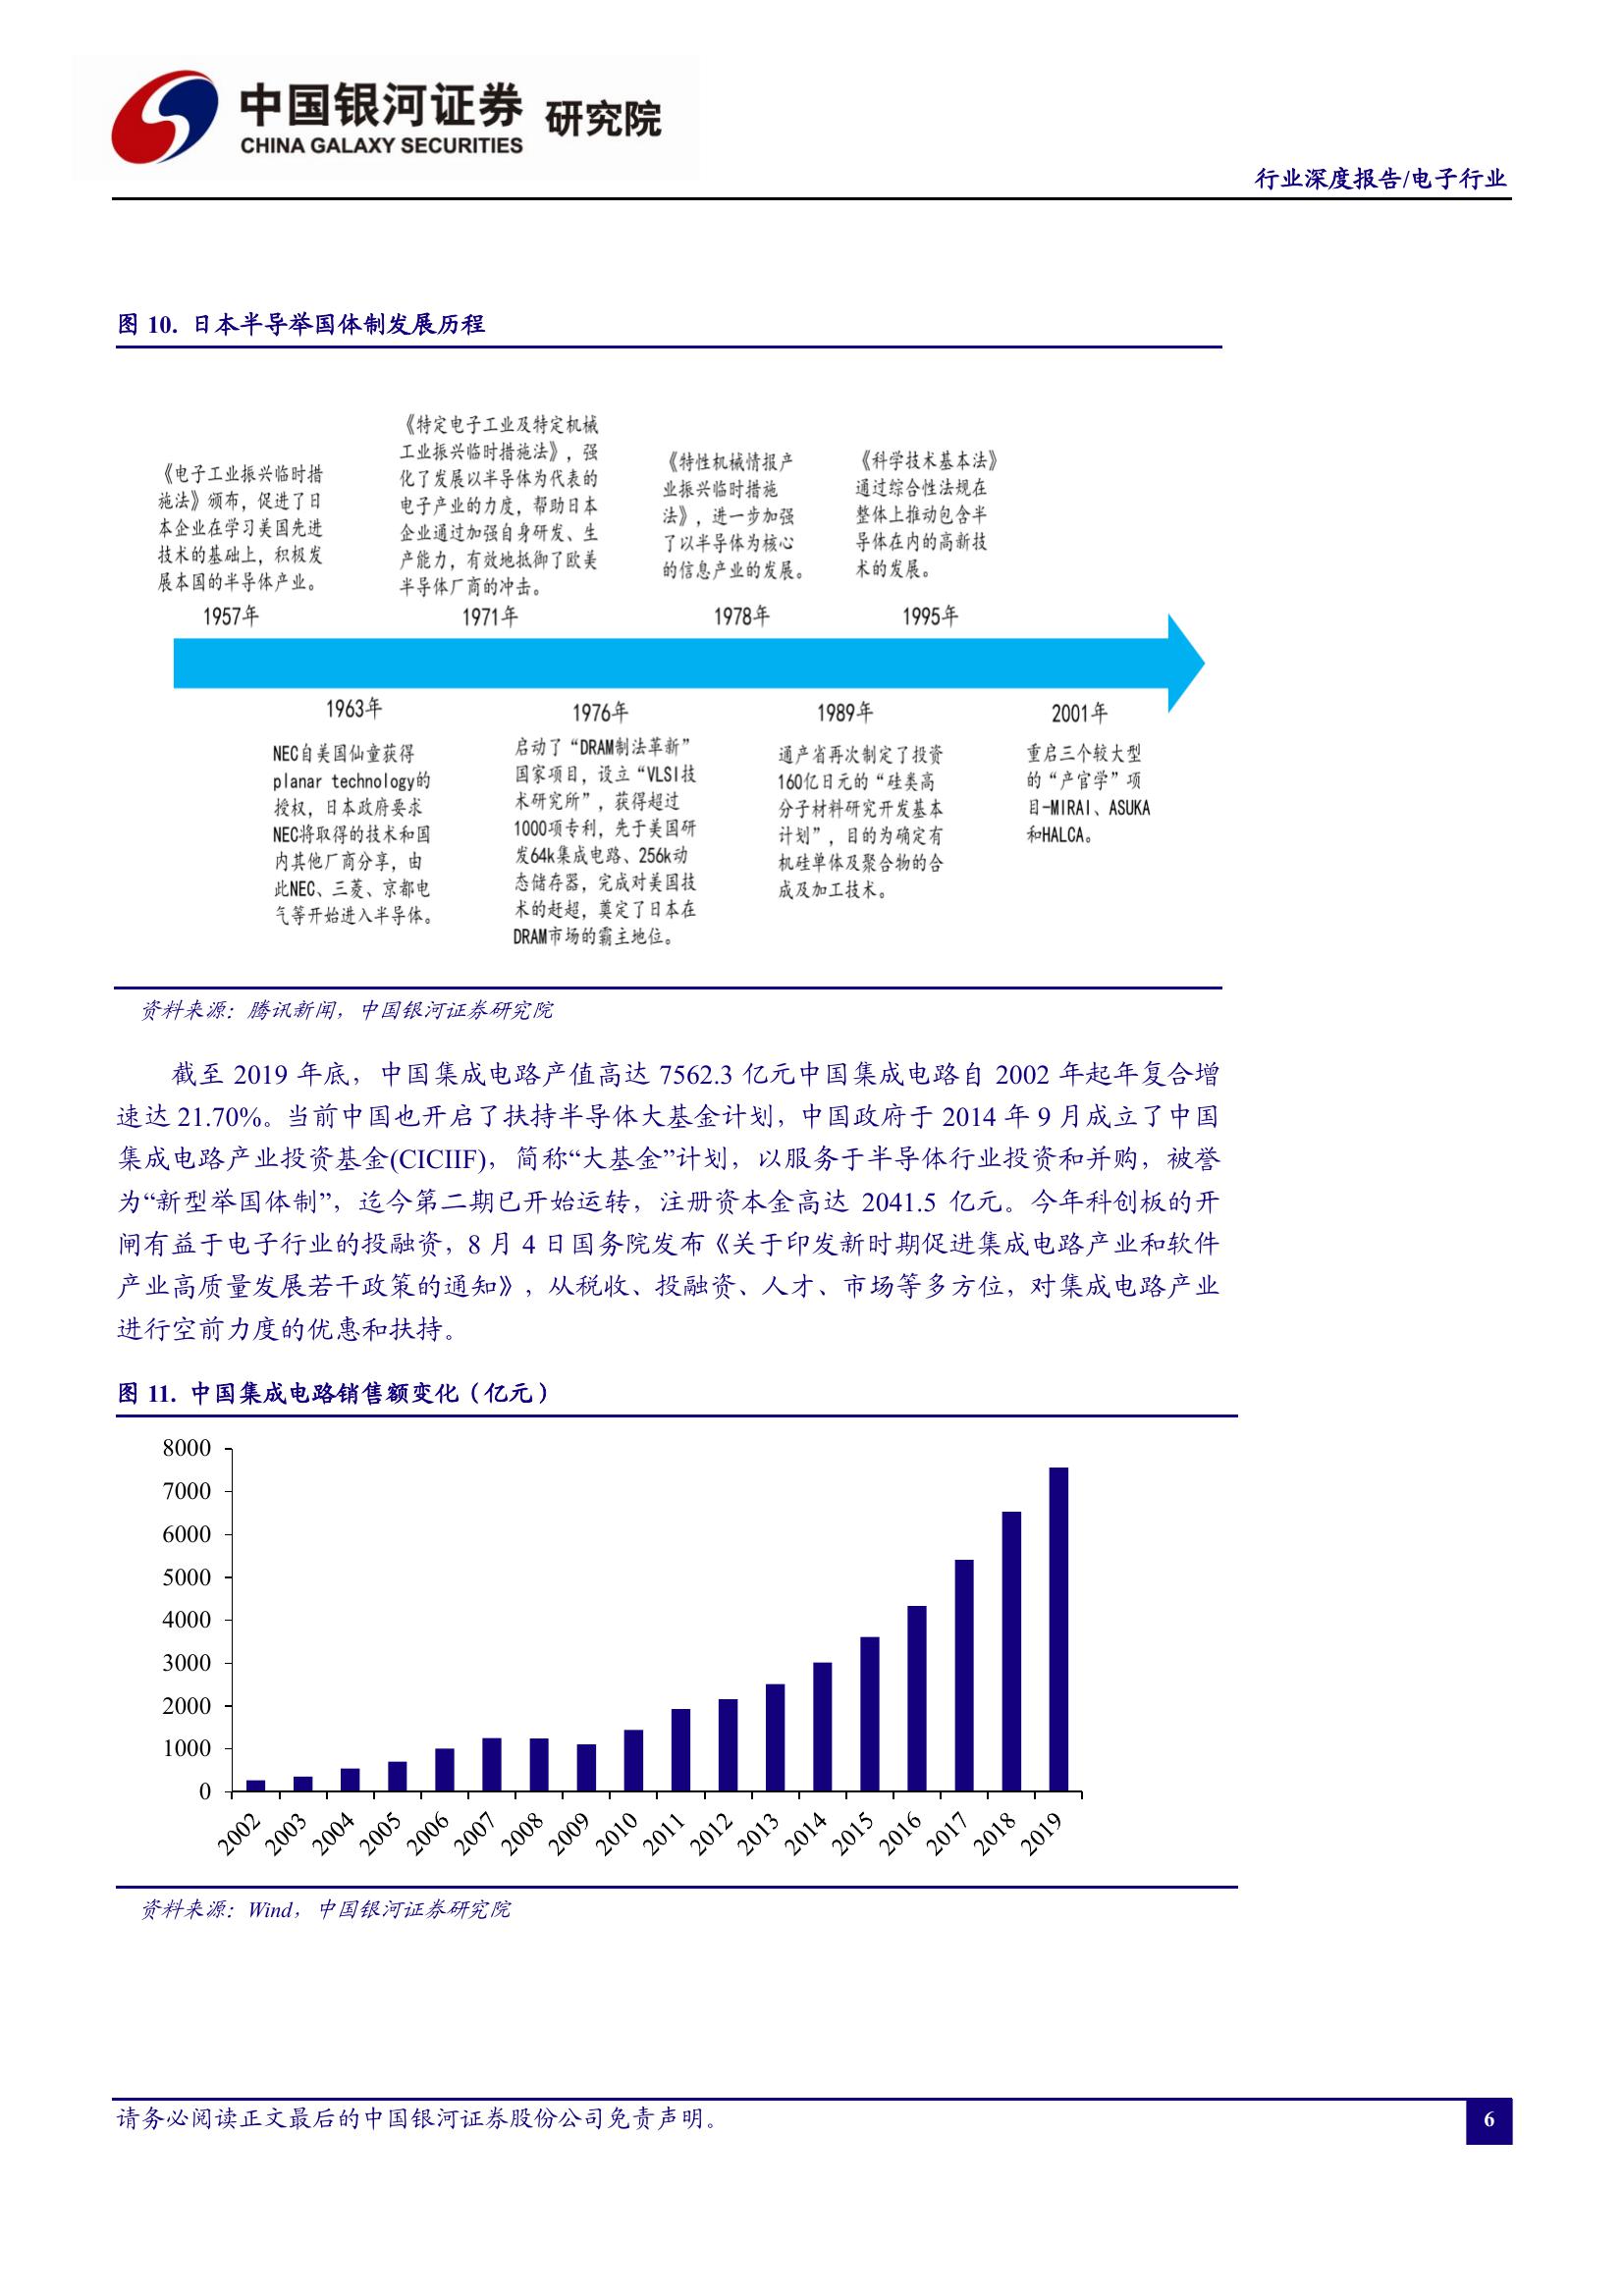 中国银河证券 研究院
CHINA GALAXY SECURITIES
行业深度报告/电子行业
图 10. 日本半导举国体制发展历程
《电子工业振兴临时措
施法》颁布，促进了日
本企业在学习美国先进
技术的基础上，积极发
展本国的半导体产业。
1957年
《特定电子工业及特定机械
工业振兴临时措施法》，强
化了发展以半导体为代表的
电子产业的力度，帮助日本
企业通过加强自身研发、生
产能力，有效地抵御了欧美
半导体厂商的冲击。
1971年
《特性机械情报产
业振兴临时措施
法》，进一步加强
了以半导体为核心
的信息产业的发展。
1978年
《科学技术基本法》
通过综合性法规在
整体上推动包含半
导体在内的高新技
术的发展。
1995年
1963年
NEC自美国仙童获得
planar technology的
授权，日本政府要求
NEC将取得的技术和国
内其他厂商分享，由
此NEC、三菱、京都电
气等开始进入半导体。
1976年
启动了“DRAM制法革新”
国家项目，设立“VLSI技
术研究所”，获得超过
1000项专利，先于美国研
发64k集成电路、256k动
态储存器，完成对美国技
术的赶超，奠定了日本在
DRAM市场的霸主地位。
1989年
通产省再次制定了投资
160亿日元的“硅类高
分子材料研究开发基本
计划”，目的为确定有
机硅单体及聚合物的合
成及加工技术。
2001年
重启三个较大型
的“产官学”项
目-MIRAI、ASUKA
和HALCA。
资料来源：腾讯新闻，中国银河证券研究院
截至 2019 年底，中国集成电路产值高达 7562.3 亿元中国集成电路自 2002 年起年复合增
速达 21.70%。当前中国也开启了扶持半导体大基金计划，中国政府于 2014 年 9 月成立了中国
集成电路产业投资基金(CICIIF)，简称“大基金”计划，以服务于半导体行业投资和并购，被誉
为“新型举国体制”，迄今第二期已开始运转，注册资本金高达 2041.5 亿元。今年科创板的开
闸有益于电子行业的投融资，8 月 4 日国务院发布《关于印发新时期促进集成电路产业和软件
产业高质量发展若干政策的通知》，从税收、投融资、人才、市场等多方位，对集成电路产业
进行空前力度的优惠和扶持。
图 11. 中国集成电路销售额变化（亿元）
8000
7000
6000
5000
4000
3000
2000
1000
0
2002 2003 2004 2005 2006 2007 2008 2009 2010 2011 2012 2013 2014 2015 2016 2017 2018 2019
资料来源：Wind，中国银河证券研究院
请务必阅读正文最后的中国银河证券股份公司免责声明。
6